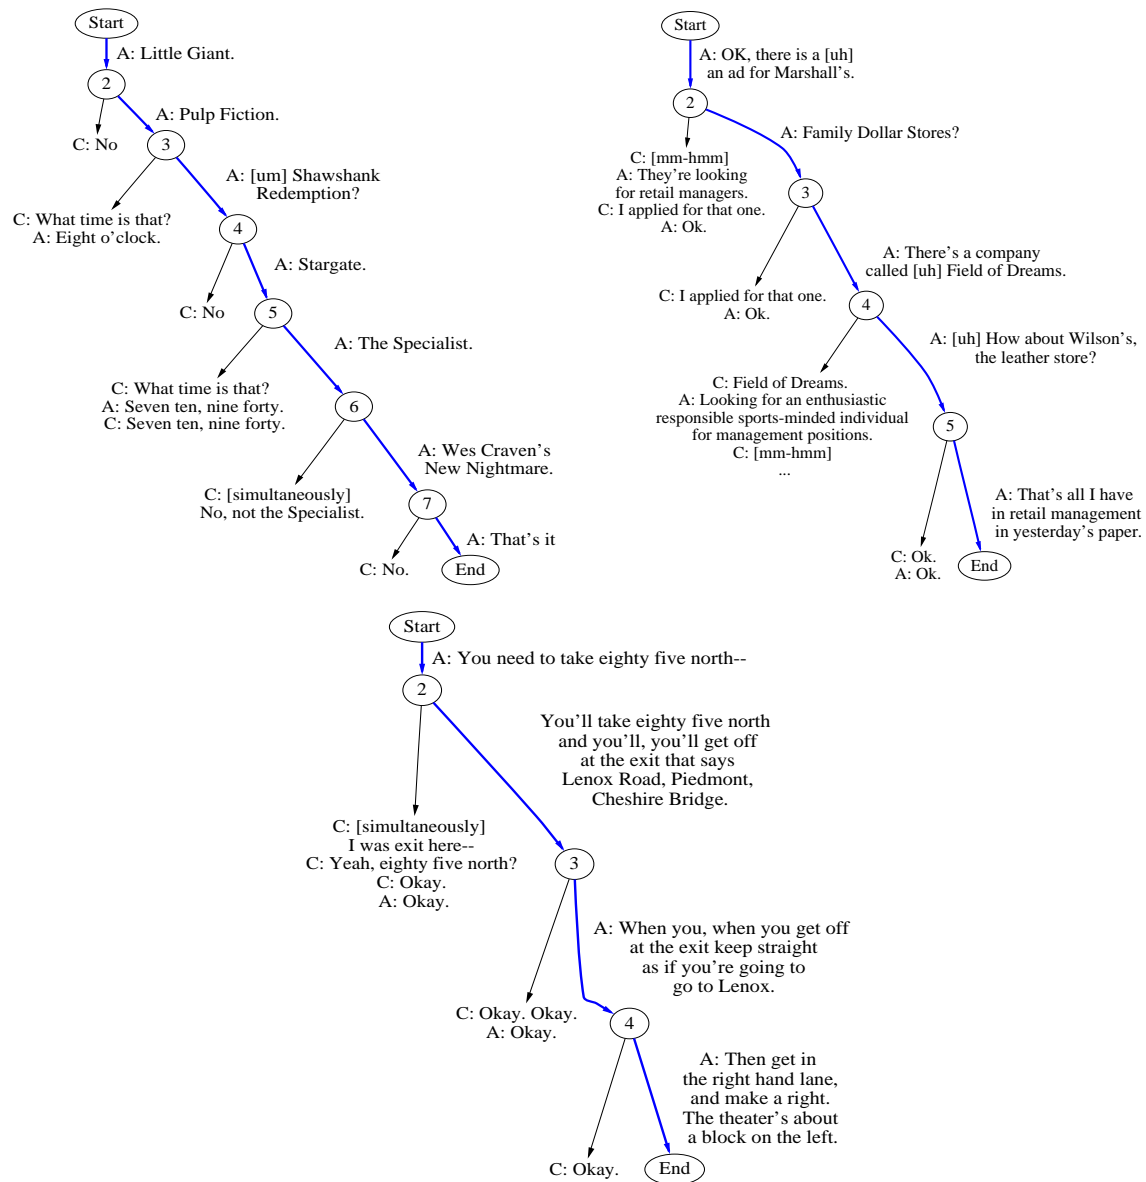 Start
A: Little Giant.
2
A: Pulp Fiction.
C: No
3
A: [um] Shawshank
Redemption?
C: What time is that?
A: Eight o'clock.
4
A: Stargate.
C: No
5
A: The Specialist.
C: What time is that?
A: Seven ten, nine forty.
C: Seven ten, nine forty.
6
A: Wes Craven's
New Nightmare.
C: [simultaneously]
No, not the Specialist.
7
A: That's it
C: No.
End
Start
A: OK, there is a [uh]
an ad for Marshall's.
2
A: Family Dollar Stores?
C: [mm-hmm]
A: They're looking
for retail managers.
C: I applied for that one.
A: Ok.
3
A: There's a company
called [uh] Field of Dreams.
C: I applied for that one.
A: Ok.
4
A: [uh] How about Wilson's,
the leather store?
C: Field of Dreams.
A: Looking for an enthusiastic
responsible sports-minded individual
for management positions.
C: [mm-hmm]
...
5
A: That's all I have
in retail management
in yesterday's paper.
C: Ok.
A: Ok.
End
Start
A: You need to take eighty five north--
2
You'll take eighty five north
and you'll, you'll get off
at the exit that says
Lenox Road, Piedmont,
Cheshire Bridge.
C: [simultaneously]
I was exit here--
C: Yeah, eighty five north?
C: Okay.
A: Okay.
3
A: When you, when you get off
at the exit keep straight
as if you're going to
go to Lenox.
C: Okay. Okay.
A: Okay.
4
A: Then get in
the right hand lane,
and make a right.
The theater's about
a block on the left.
C: Okay.
End